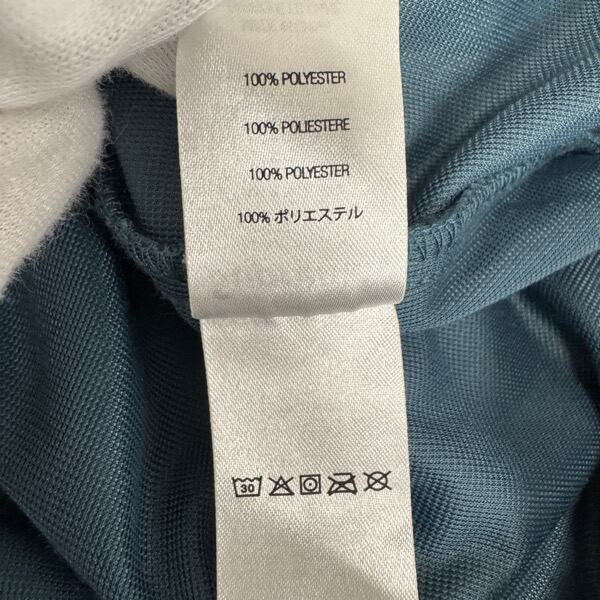 100% POLYESTER
100% POLIESTERE
100% POLYESTER
100% ポリエステル
30